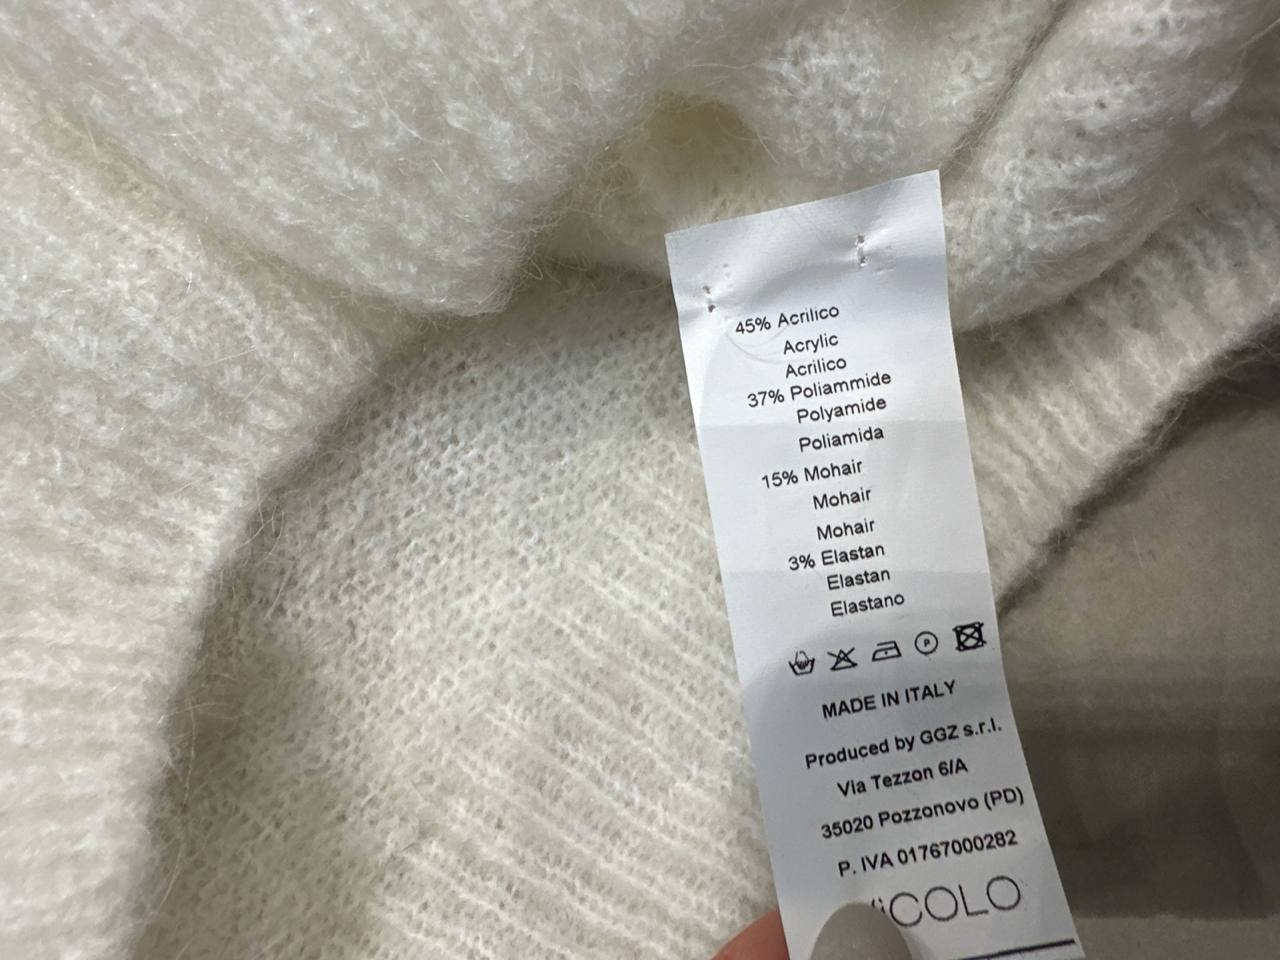 45% Acrilico
Acrylic
Acrilico
37% Poliammide
Polyamide
Poliamida
15% Mohair
Mohair
Mohair
3% Elastan
Elastan
Elastano
P
MADE IN ITALY
Produced by GGZ s.r.l.
Via Tezzon 6/A
35020 Pozzonovo (PD)
P. IVA 01767000282